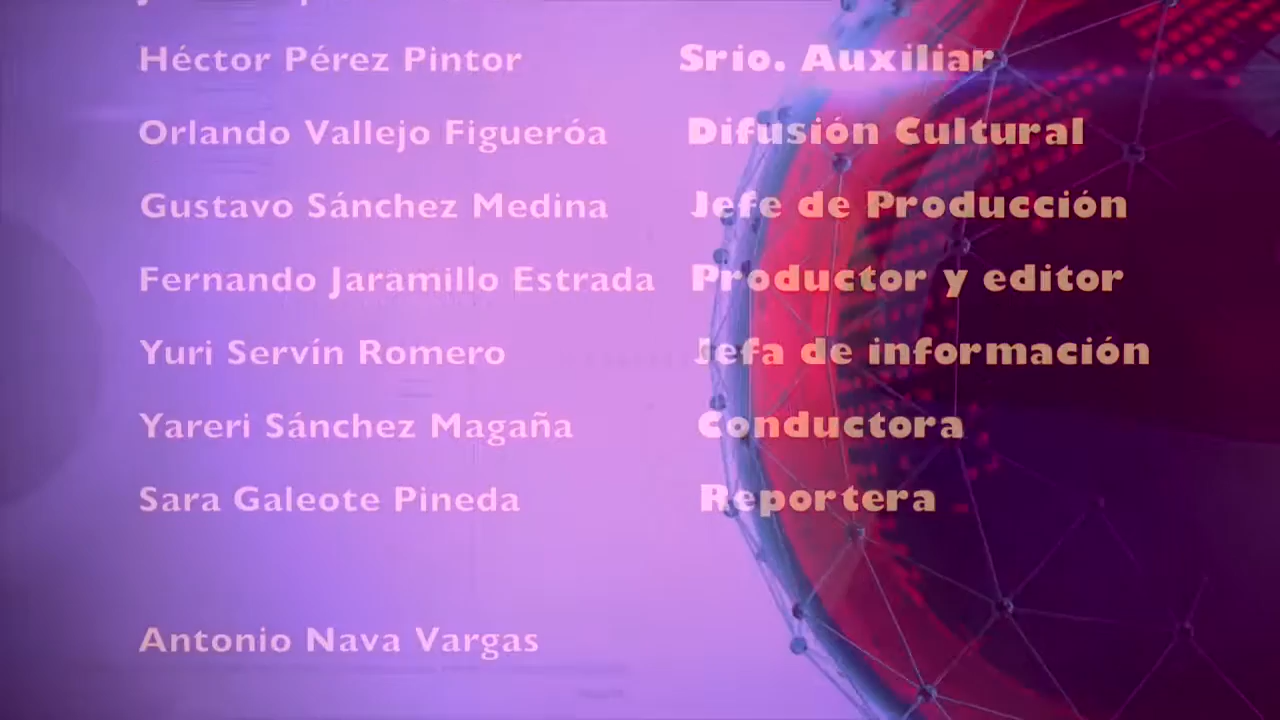 Héctor Pérez Pintor Srio. Auxiliar
Orlando Vallejo Figueróa Difusión Cultural
Gustavo Sánchez Medina Jefe de Producción
Fernando Jaramillo Estrada Productor y editor
Yuri Servín Romero Jefa de información
Yareri Sánchez Magaña Conductora
Sara Galeote Pineda Reportera
Antonio Nava Vargas